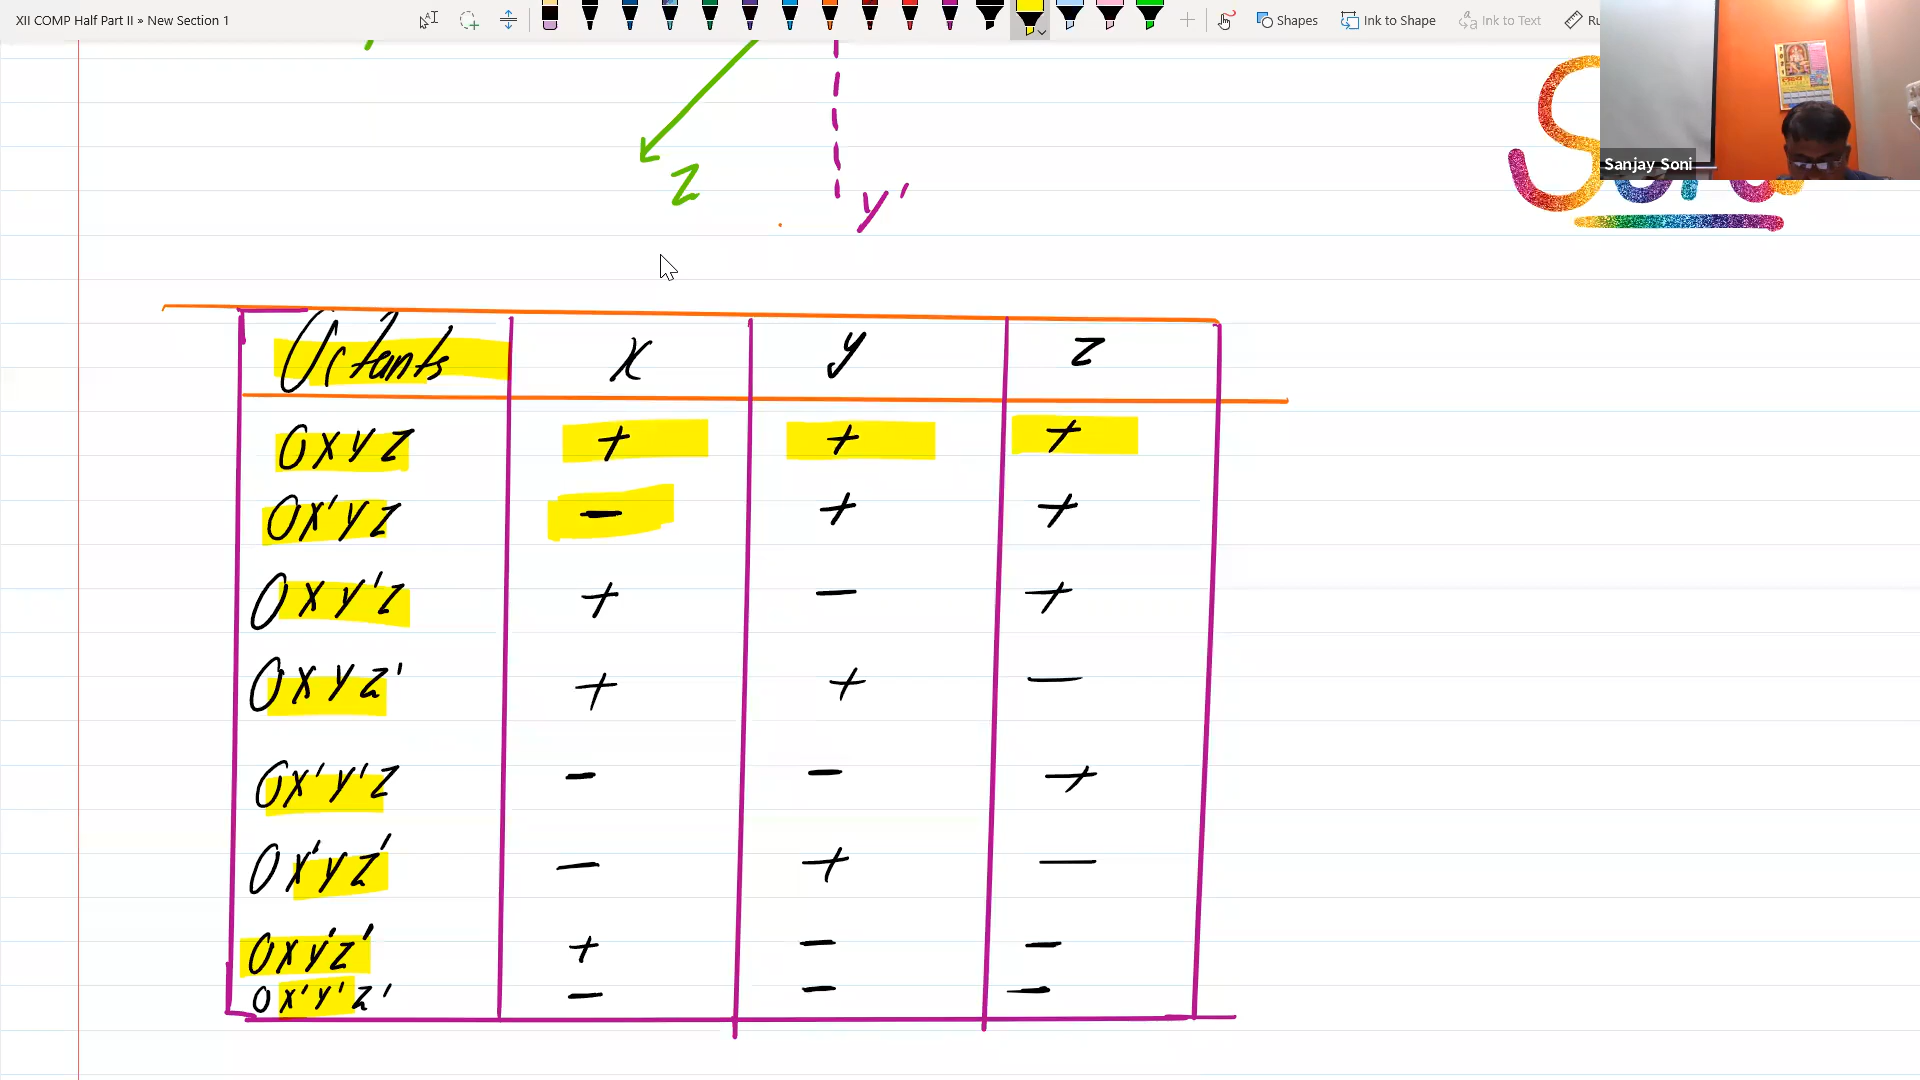 XII COMP Half Part II » New Section 1
Shapes Ink to Shape Ink to Text Ru
Sanjay Soni
Z
y'
Octants x y z
OXYZ + + +
OX'YZ - + +
OXY'Z + - +
OXYZ' + + -
OX'Y'Z - - +
OX'YZ' - + -
OXY'Z' + - -
OX'Y'Z' - - -